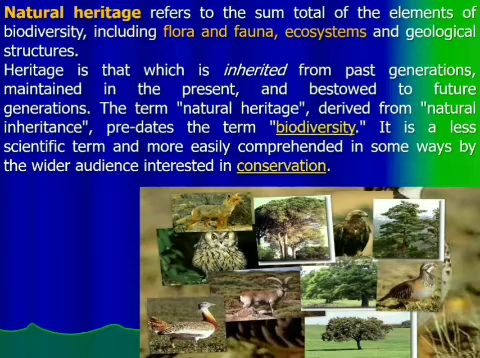 Natural heritage refers to the sum total of the elements of
biodiversity, including flora and fauna, ecosystems and geological
structures.
Heritage is that which is inherited from past generations,
maintained in the present, and bestowed to future
generations. The term "natural heritage", derived from "natural
inheritance", pre-dates the term "biodiversity." It is a less
scientific term and more easily comprehended in some ways by
the wider audience interested in conservation.